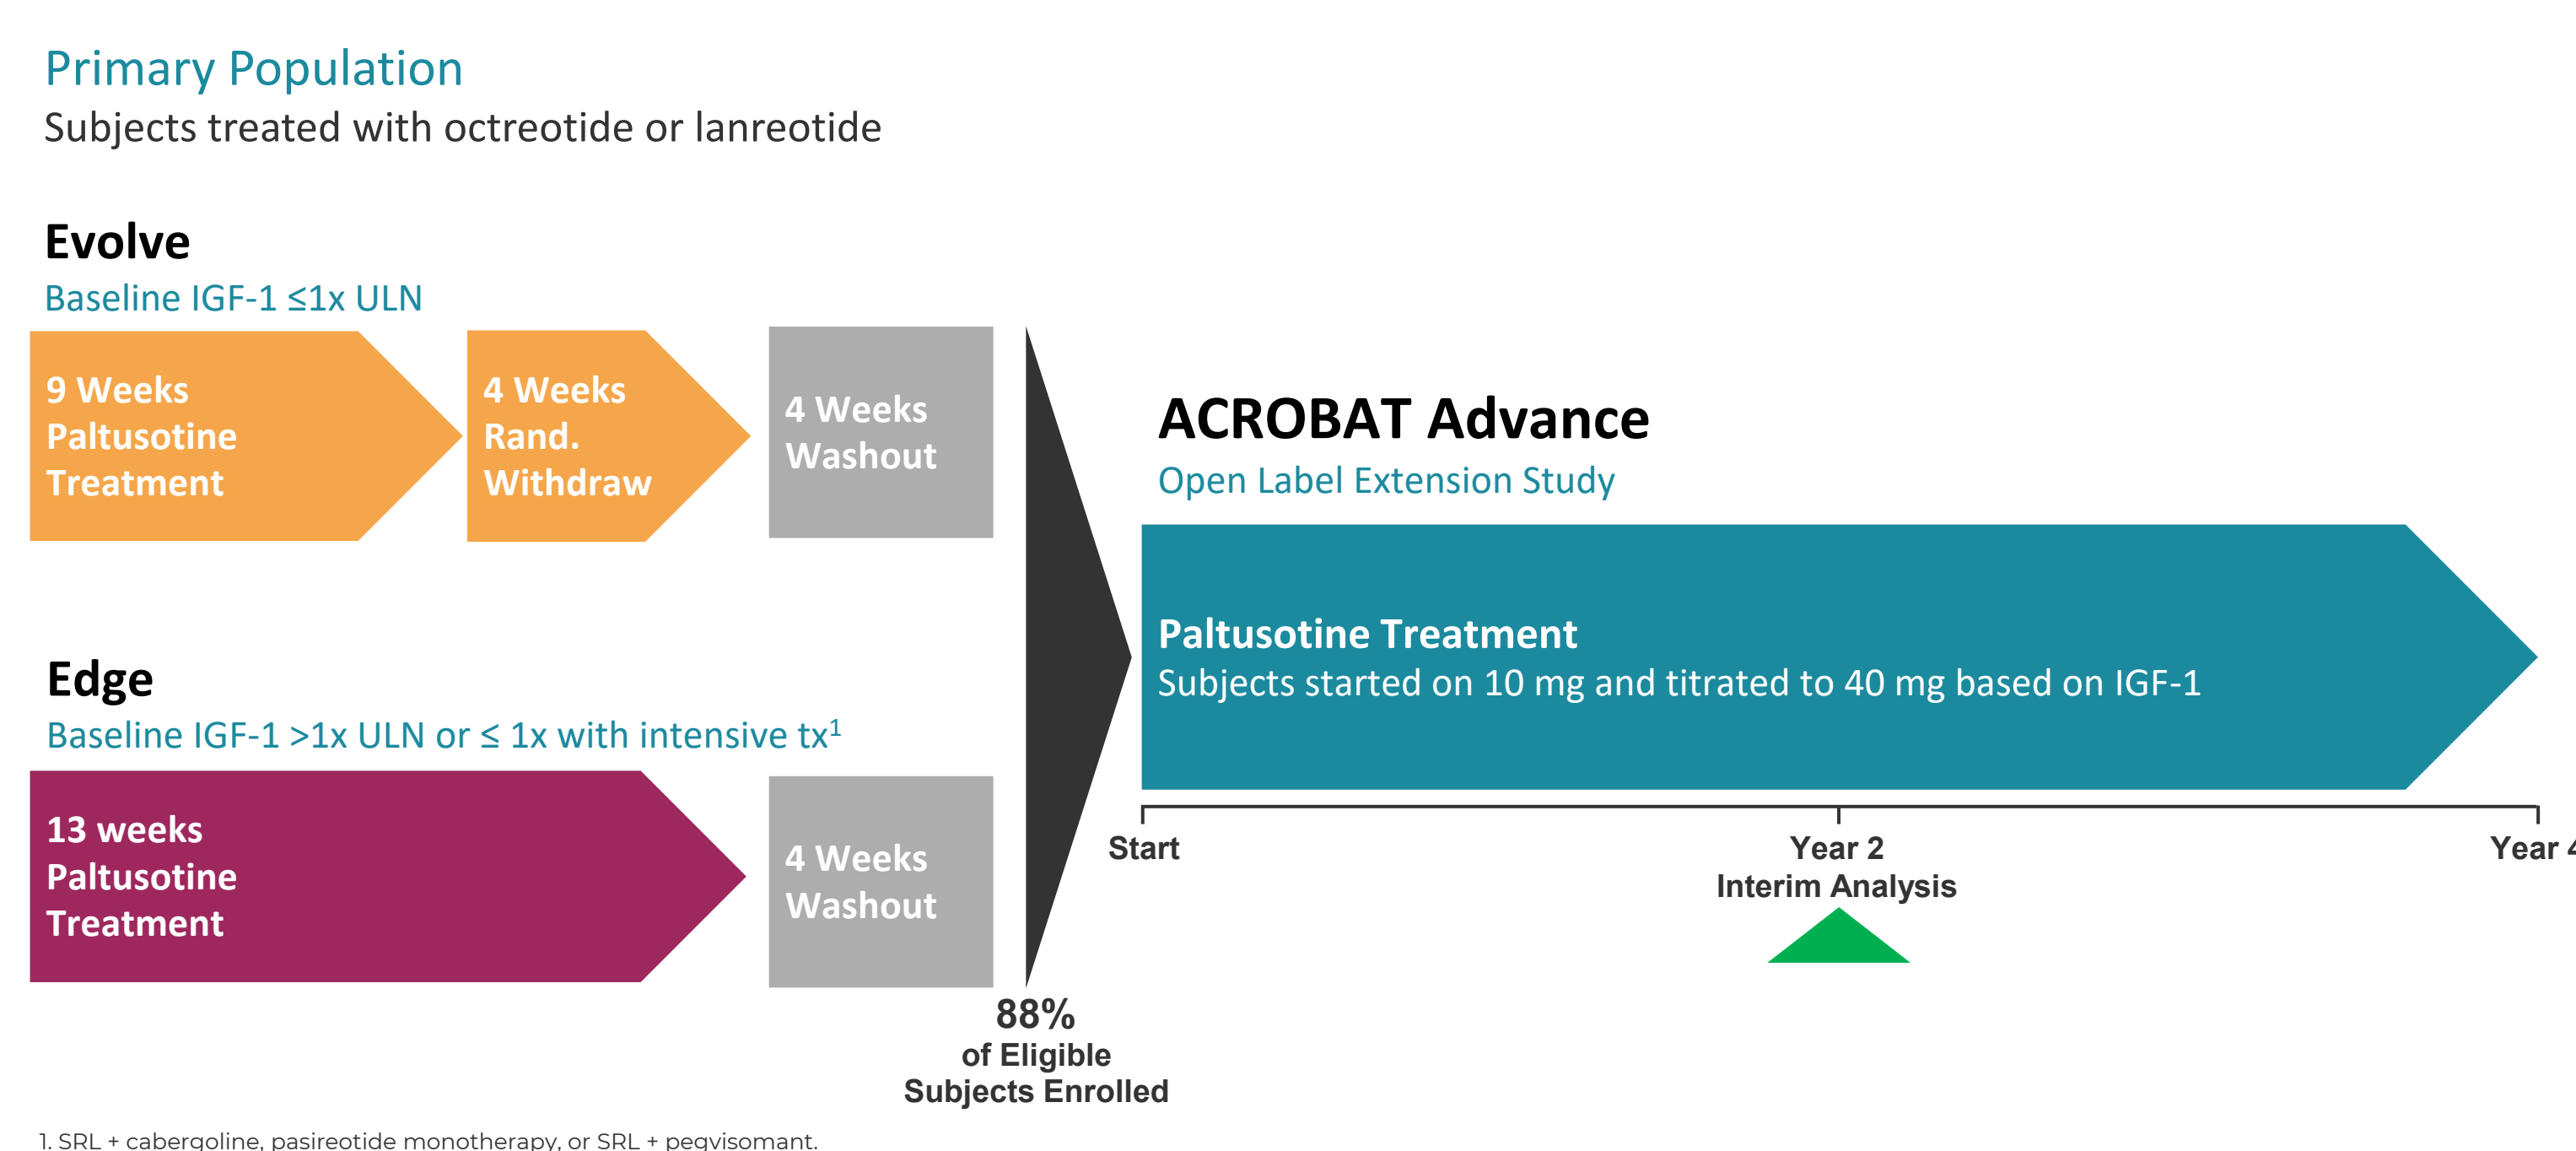 Primary Population
Subjects treated with octreotide or lanreotide
Evolve
Baseline IGF-1 ≤1x ULN
9 Weeks
Paltusotine
Treatment
4 Weeks
Rand.
Withdraw
4 Weeks
Washout
Edge
Baseline IGF-1 >1x ULN or ≤ 1x with intensive tx¹
13 weeks
Paltusotine
Treatment
4 Weeks
Washout
88%
of Eligible
Subjects Enrolled
ACROBAT Advance
Open Label Extension Study
Paltusotine Treatment
Subjects started on 10 mg and titrated to 40 mg based on IGF-1
Start
Year 2
Interim Analysis
Year 4
1. SRL + cabergoline, pasireotide monotherapy, or SRL + pegvisomant.